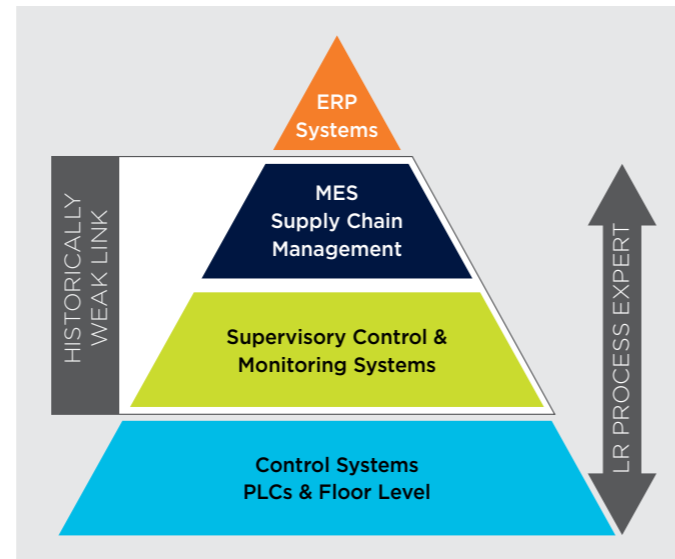 ERP
Systems
HISTORICALLY
WEAK LINK
MES
Supply Chain
Management
Supervisory Control &
Monitoring Systems
LR PROCESS EXPERT
Control Systems
PLCs & Floor Level